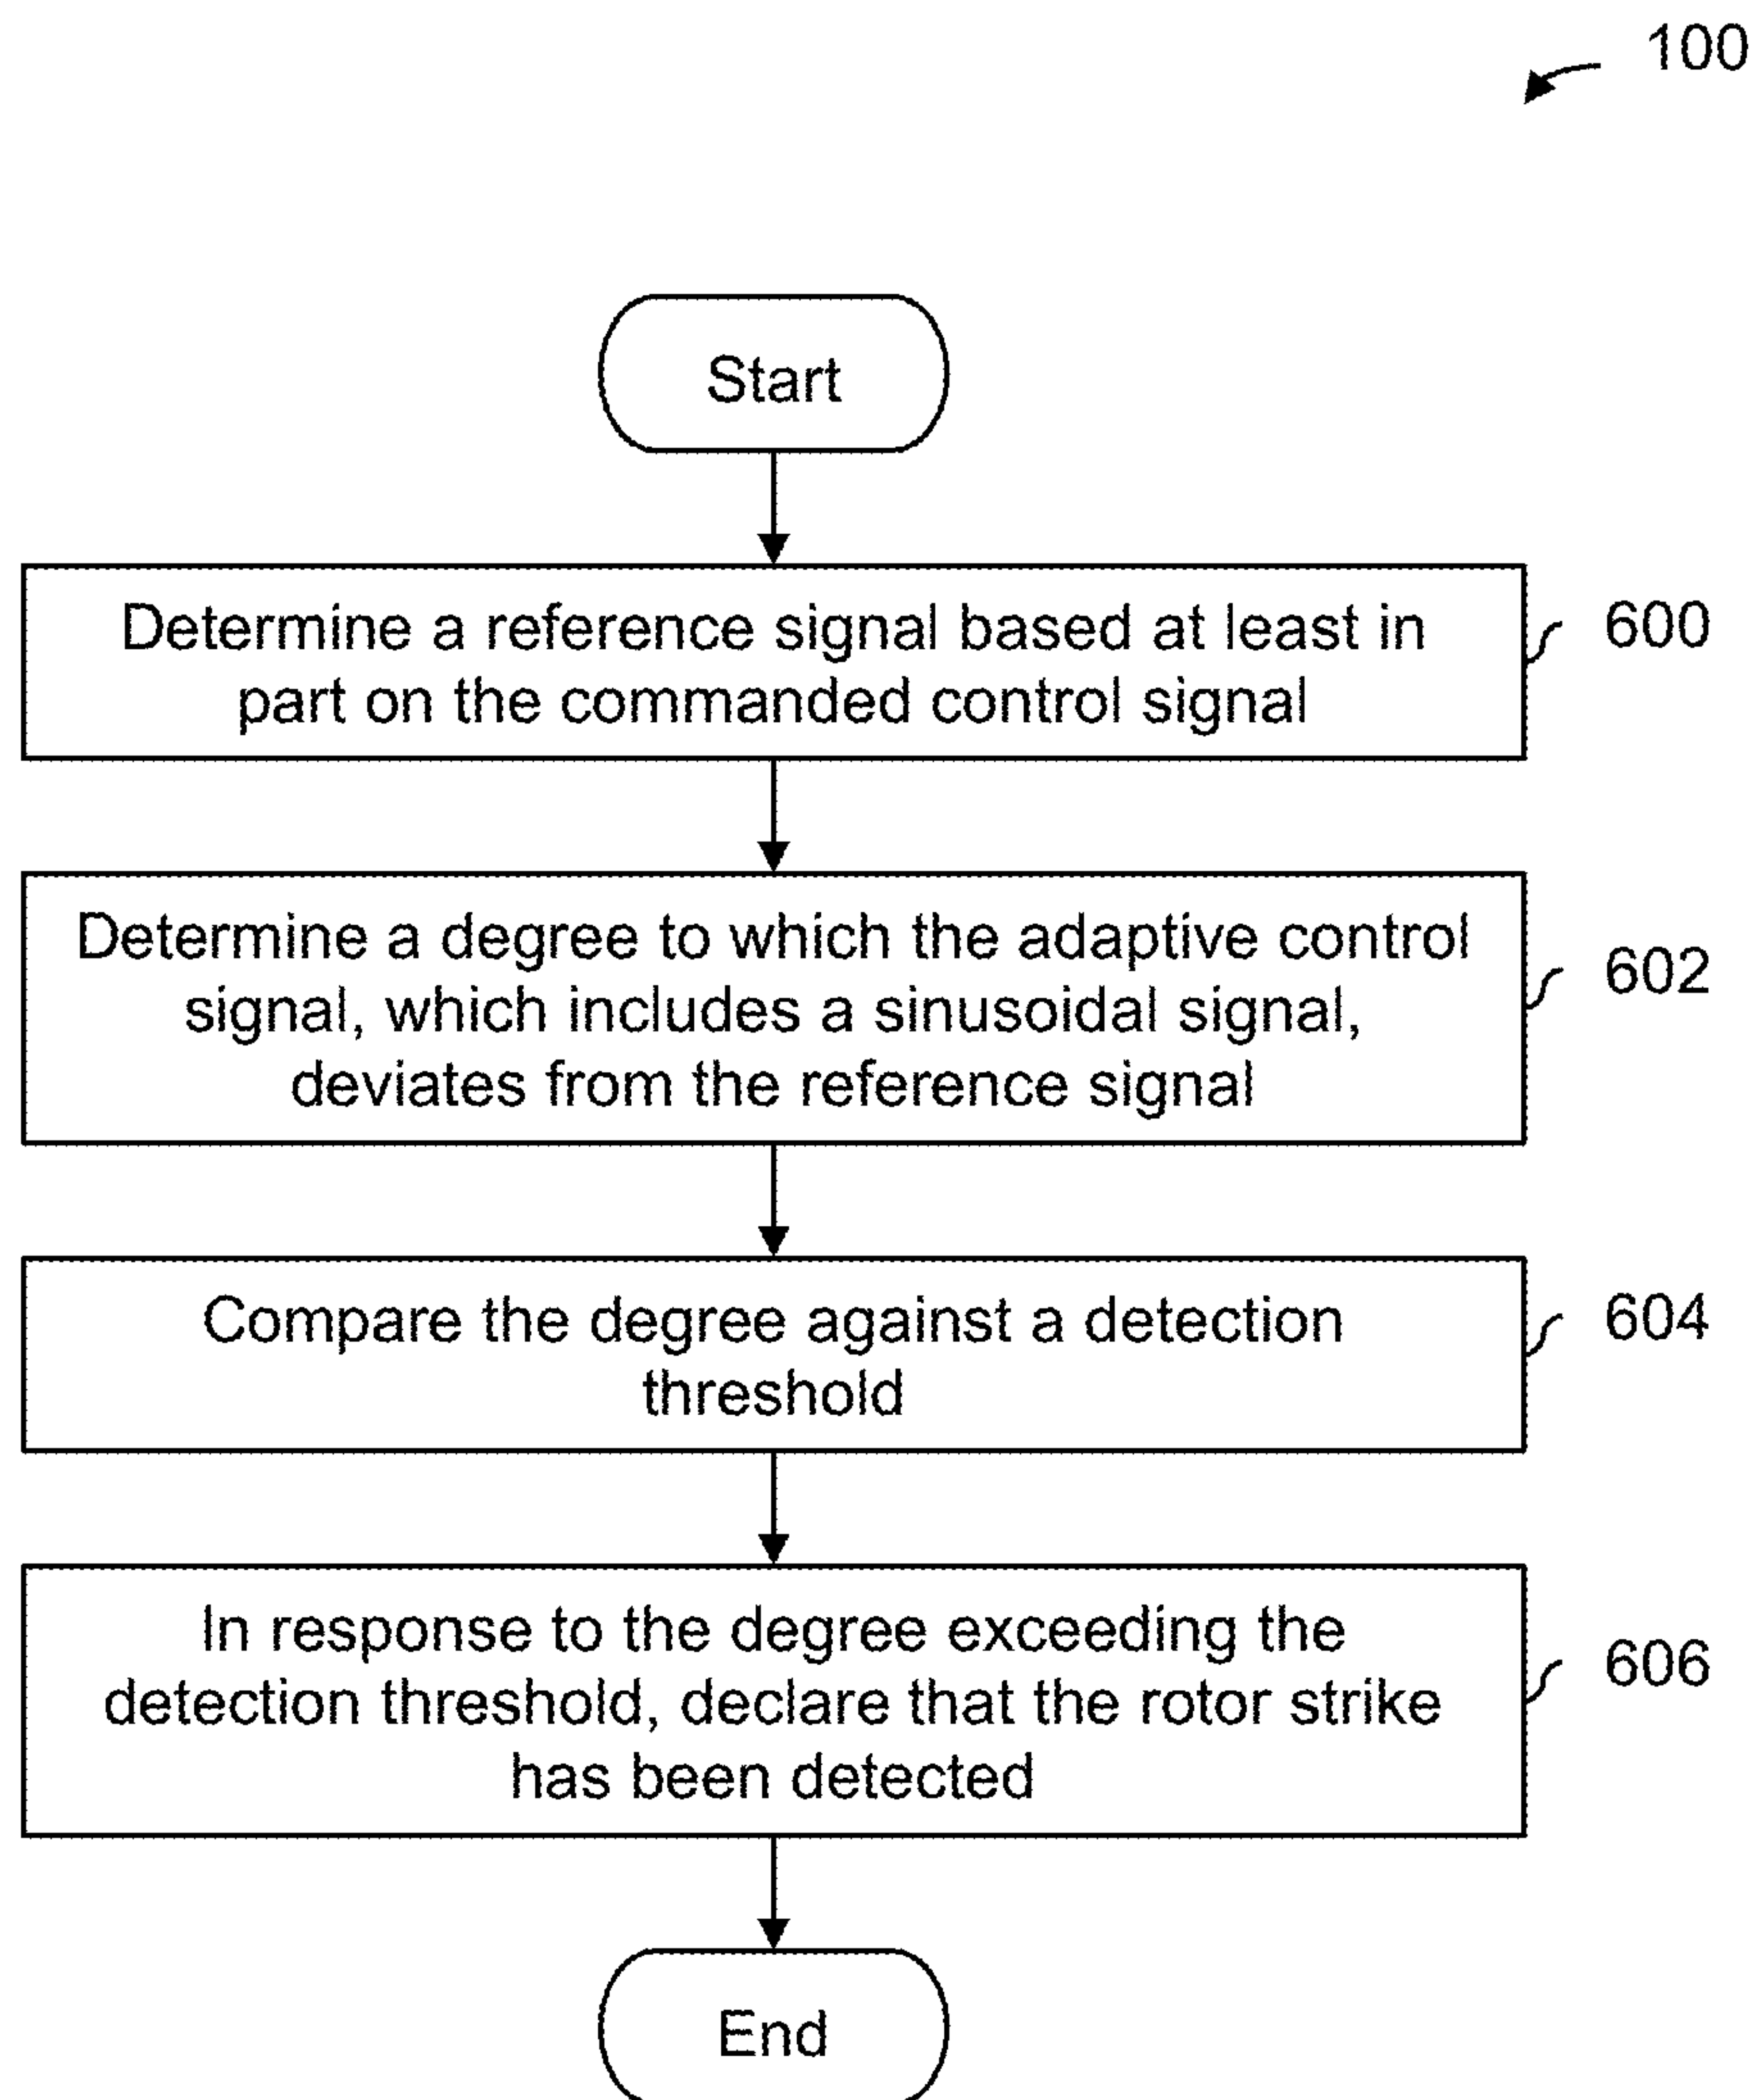 100
Start
Determine a reference signal based at least in
part on the commanded control signal
600
Determine a degree to which the adaptive control
signal, which includes a sinusoidal signal,
deviates from the reference signal
602
Compare the degree against a detection
threshold
604
In response to the degree exceeding the
detection threshold, declare that the rotor strike
has been detected
606
End